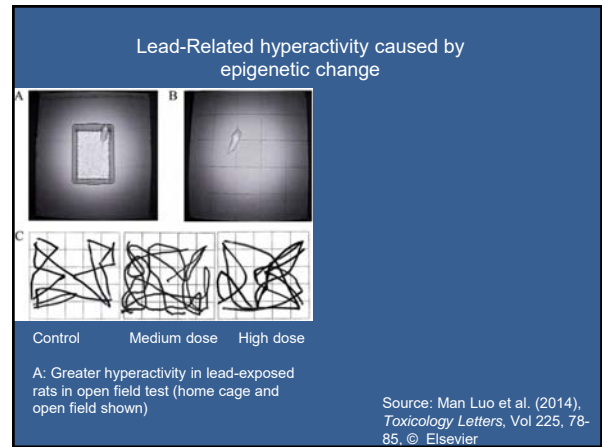 Lead-Related hyperactivity caused by
epigenetic change
A
B
C
Control
Medium dose
High dose
A: Greater hyperactivity in lead-exposed
rats in open field test (home cage and
open field shown)
Source: Man Luo et al. (2014),
Toxicology Letters, Vol 225, 78-
85, © Elsevier